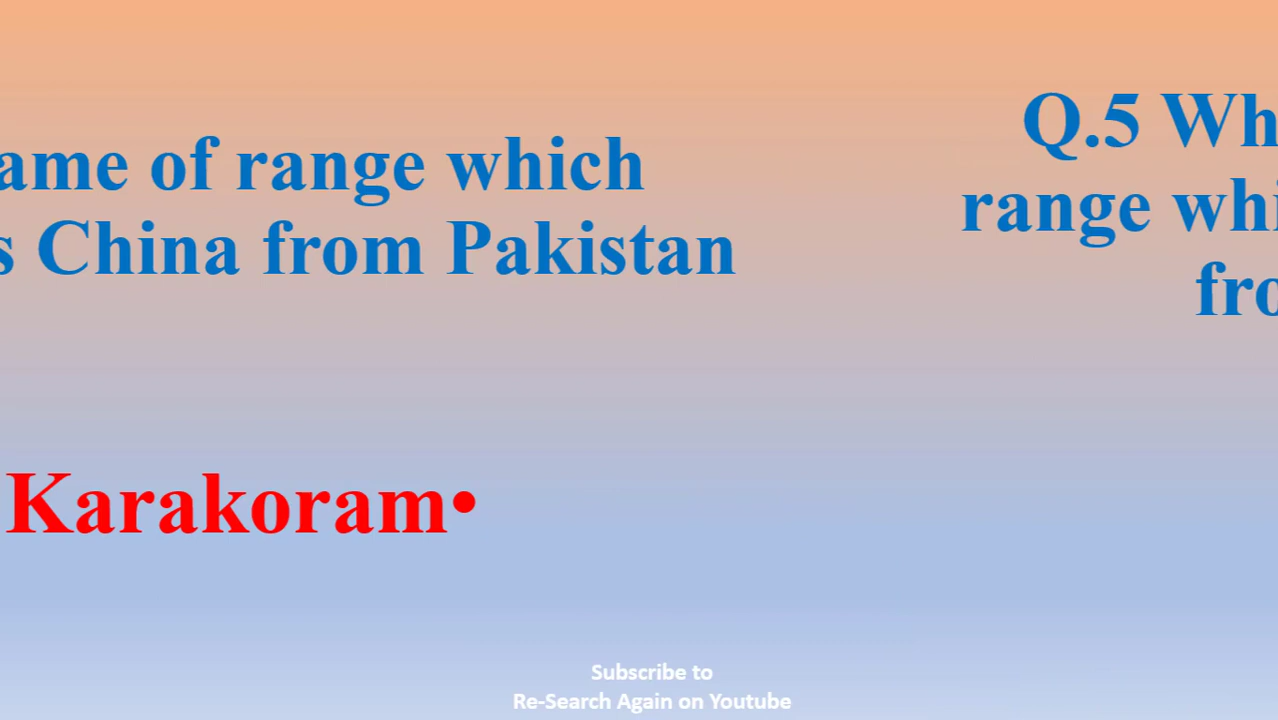 ame of range which
s China from Pakistan
Karakoram•
Q.5 Wh
range whi
fro
Subscribe to
Re-Search Again on Youtube